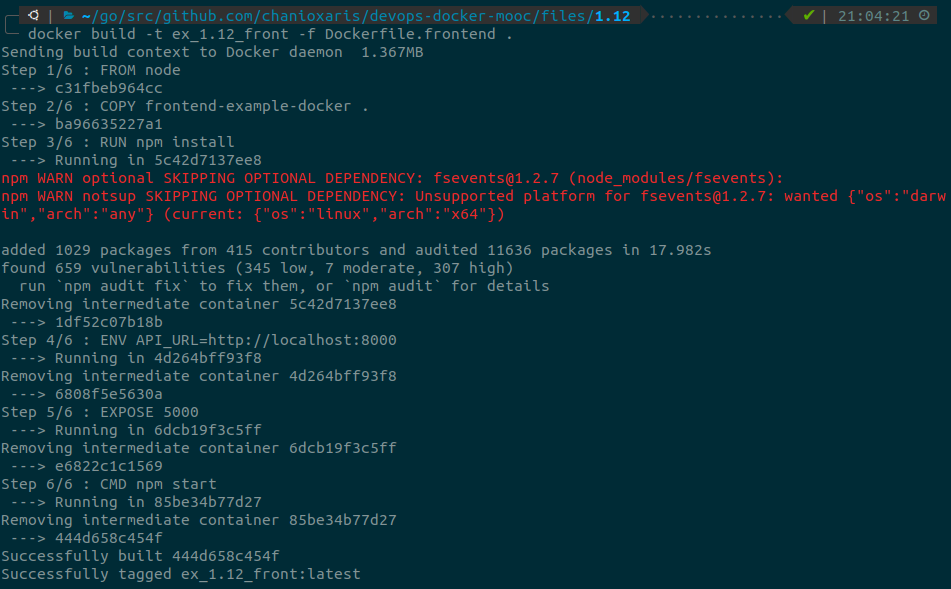 ~/go/src/github.com/chanioxaris/devops-docker-mooc/files/1.12 21:04:21
docker build -t ex_1.12_front -f Dockerfile.frontend .
Sending build context to Docker daemon  1.367MB
Step 1/6 : FROM node
 ---> c31fbeb964cc
Step 2/6 : COPY frontend-example-docker .
 ---> ba96635227a1
Step 3/6 : RUN npm install
 ---> Running in 5c42d7137ee8
npm WARN optional SKIPPING OPTIONAL DEPENDENCY: fsevents@1.2.7 (node_modules/fsevents):
npm WARN notsup SKIPPING OPTIONAL DEPENDENCY: Unsupported platform for fsevents@1.2.7: wanted {"os":"darw
in","arch":"any"} (current: {"os":"linux","arch":"x64"})
added 1029 packages from 415 contributors and audited 11636 packages in 17.982s
found 659 vulnerabilities (345 low, 7 moderate, 307 high)
  run `npm audit fix` to fix them, or `npm audit` for details
Removing intermediate container 5c42d7137ee8
 ---> 1df52c07b18b
Step 4/6 : ENV API_URL=http://localhost:8000
 ---> Running in 4d264bff93f8
Removing intermediate container 4d264bff93f8
 ---> 6808f5e5630a
Step 5/6 : EXPOSE 5000
 ---> Running in 6dcb19f3c5ff
Removing intermediate container 6dcb19f3c5ff
 ---> e6822c1c1569
Step 6/6 : CMD npm start
 ---> Running in 85be34b77d27
Removing intermediate container 85be34b77d27
 ---> 444d658c454f
Successfully built 444d658c454f
Successfully tagged ex_1.12_front:latest